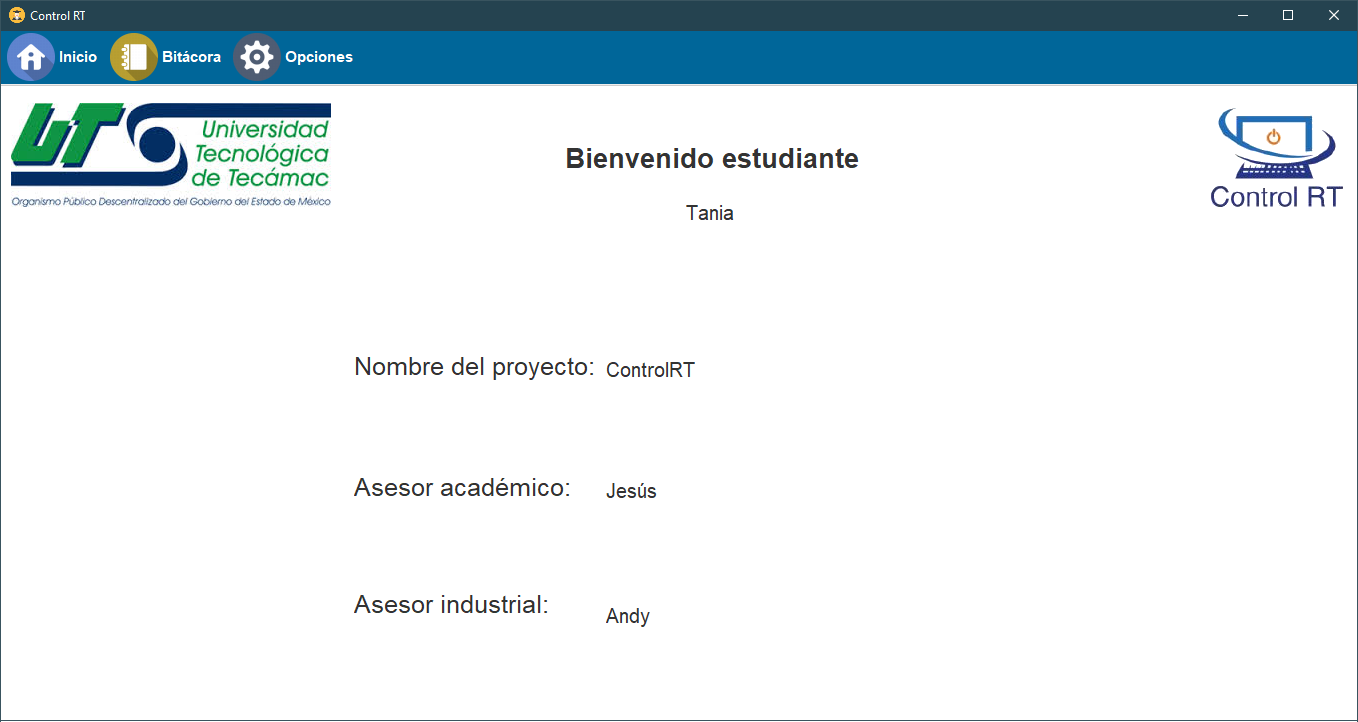 Control RT
Inicio Bitácora Opciones
UT
Universidad
Tecnológica
de Tecámac
Organismo Público Descentralizado del Gobierno del Estado de México
Bienvenido estudiante
Tania
Control RT
Nombre del proyecto: ControlRT
Asesor académico: Jesús
Asesor industrial: Andy